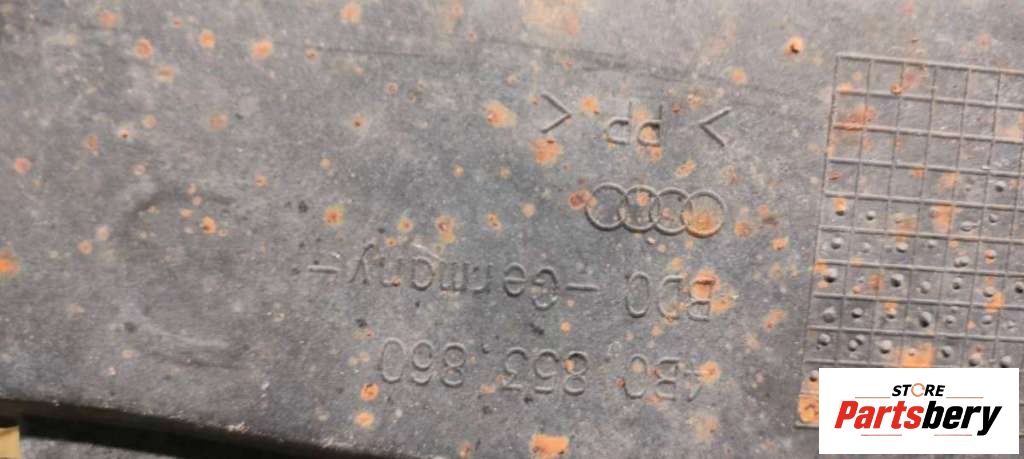 4B0 853 860
-Germany-
> PP <
STORE
Partsbery